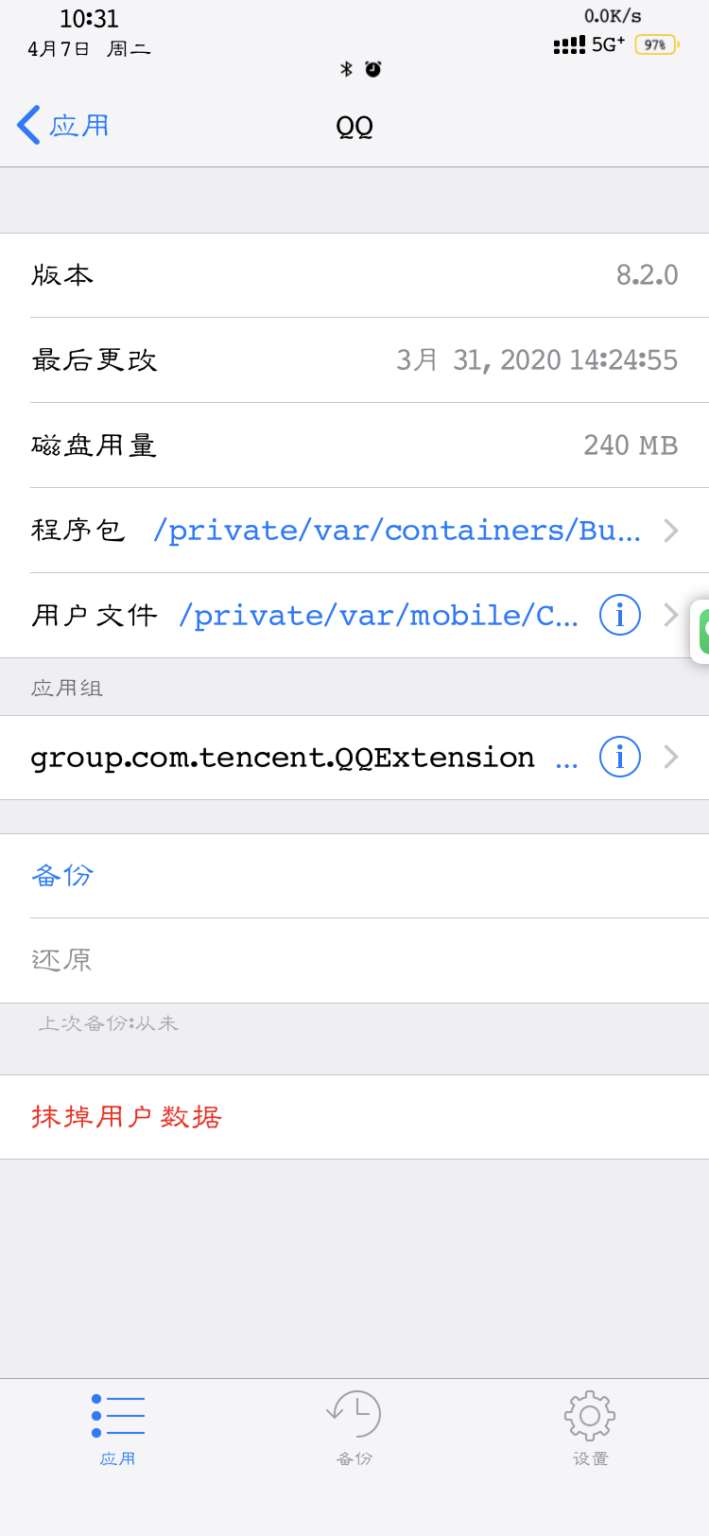 10:31
0.0K/s
4月7日 周二
5G⁺ 97%
应用
QQ
版本 8.2.0
最后更改 3月 31, 2020 14:24:55
磁盘用量 240 MB
程序包 /private/var/containers/Bu...
用户文件 /private/var/mobile/C...
应用组
group.com.tencent.QQExtension ...
备份
还原
上次备份:从未
抹掉用户数据
应用 备份 设置